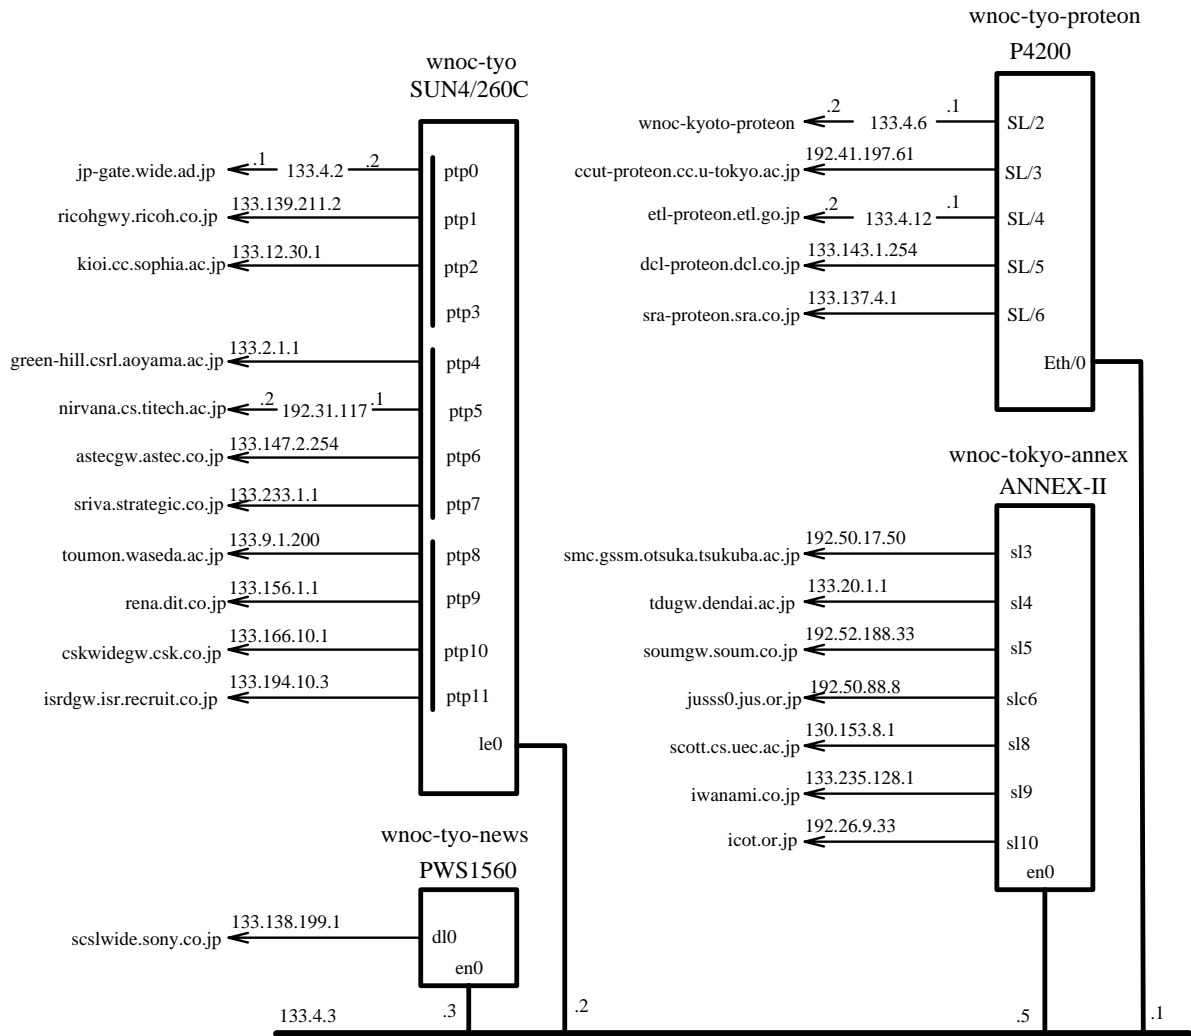 wnoc-tyo
SUN4/260C
jp-gate.wide.ad.jp .1 133.4.2 .2 ptp0
ricohgwy.ricoh.co.jp 133.139.211.2 ptp1
kioi.cc.sophia.ac.jp 133.12.30.1 ptp2
ptp3
green-hill.csrl.aoyama.ac.jp 133.2.1.1 ptp4
nirvana.cs.titech.ac.jp .2 192.31.117 .1 ptp5
astecgw.astec.co.jp 133.147.2.254 ptp6
sriva.strategic.co.jp 133.233.1.1 ptp7
toumon.waseda.ac.jp 133.9.1.200 ptp8
rena.dit.co.jp 133.156.1.1 ptp9
cskwidegw.csk.co.jp 133.166.10.1 ptp10
isrdgw.isr.recruit.co.jp 133.194.10.3 ptp11
le0
wnoc-tyo-news
PWS1560
scslwide.sony.co.jp 133.138.199.1 dl0
en0
wnoc-tyo-proteon
P4200
wnoc-kyoto-proteon .2 133.4.6 .1 SL/2
ccut-proteon.cc.u-tokyo.ac.jp 192.41.197.61 SL/3
etl-proteon.etl.go.jp .2 133.4.12 .1 SL/4
dcl-proteon.dcl.co.jp 133.143.1.254 SL/5
sra-proteon.sra.co.jp 133.137.4.1 SL/6
Eth/0
wnoc-tokyo-annex
ANNEX-II
smc.gssm.otsuka.tsukuba.ac.jp 192.50.17.50 sl3
tdugw.dendai.ac.jp 133.20.1.1 sl4
soumgw.soum.co.jp 192.52.188.33 sl5
jusss0.jus.or.jp 192.50.88.8 slc6
scott.cs.uec.ac.jp 130.153.8.1 sl8
iwanami.co.jp 133.235.128.1 sl9
icot.or.jp 192.26.9.33 sl10
en0
133.4.3 .3 .2 .5 .1